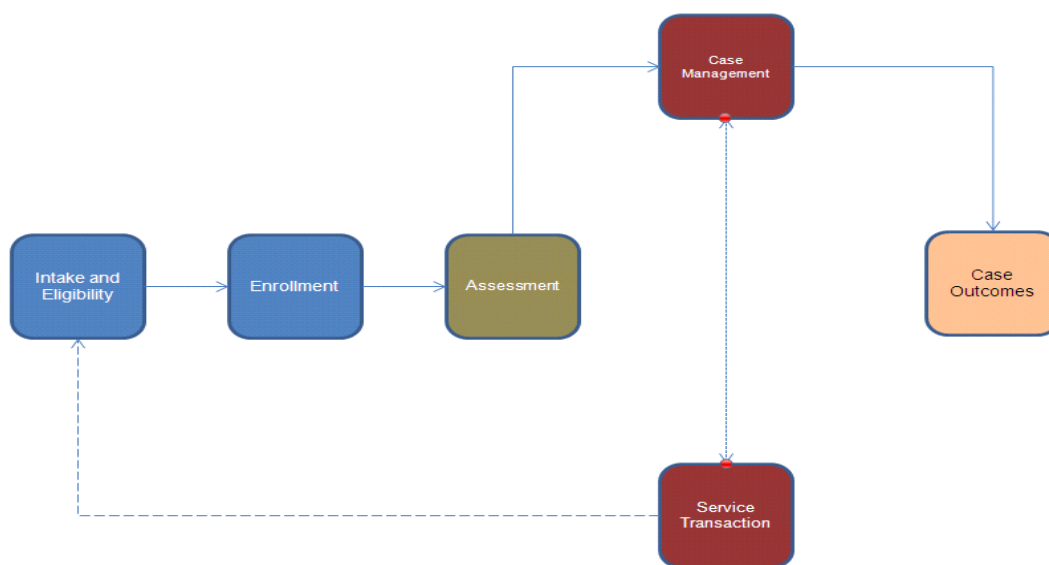 Case
Management
Intake and
Eligibility
Enrollment
Assessment
Case
Outcomes
Service
Transaction